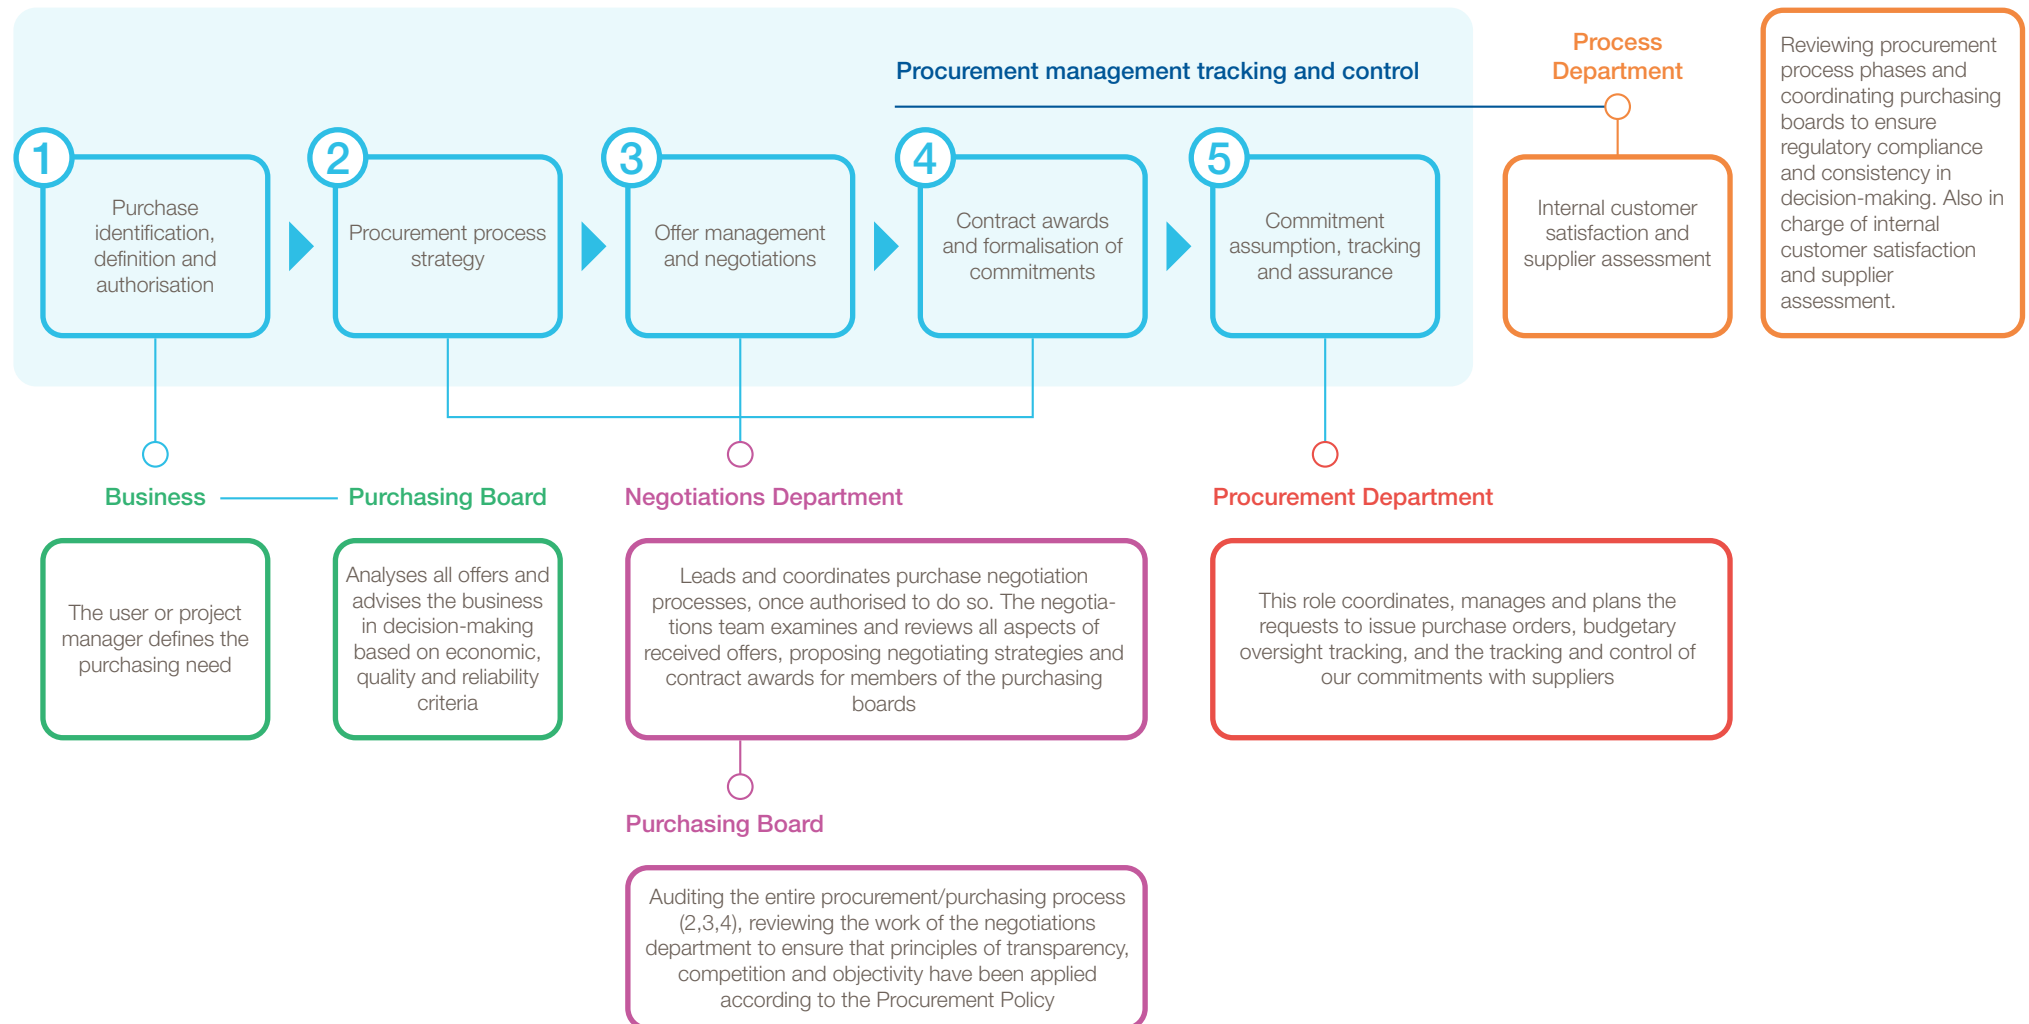 Procurement management tracking and control
Process
Department
Reviewing procurement
process phases and
coordinating purchasing
boards to ensure
regulatory compliance
and consistency in
decision-making. Also in
charge of internal
customer satisfaction
and supplier
assessment.
1
Purchase
identification,
definition and
authorisation
2
Procurement process
strategy
3
Offer management
and negotiations
4
Contract awards
and formalisation of
commitments
5
Commitment
assumption, tracking
and assurance
Internal customer
satisfaction and
supplier assessment
Business
Purchasing Board
Negotiations Department
Procurement Department
The user or project
manager defines the
purchasing need
Analyses all offers and
advises the business
in decision-making
based on economic,
quality and reliability
criteria
Leads and coordinates purchase negotiation
processes, once authorised to do so. The negotia-
tions team examines and reviews all aspects of
received offers, proposing negotiating strategies and
contract awards for members of the purchasing
boards
This role coordinates, manages and plans the
requests to issue purchase orders, budgetary
oversight tracking, and the tracking and control of
our commitments with suppliers
Purchasing Board
Auditing the entire procurement/purchasing process
(2,3,4), reviewing the work of the negotiations
department to ensure that principles of transparency,
competition and objectivity have been applied
according to the Procurement Policy